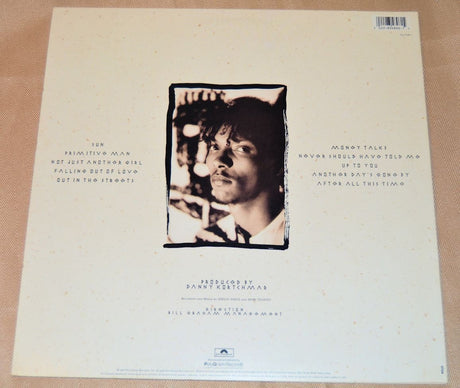 SUN
PRIMITIVE MAN
NOT JUST ANOTHER GIRL
FALLING OUT OF LOVE
OUT IN THE STREETS
MONEY TALKS
NEVER SHOULD HAVE TOLD ME
UP TO YOU
ANOTHER DAY'S GONE BY
AFTER ALL THIS TIME
PRODUCED BY
DANNY KORTCHMAR
DIRECTION
BILL GRAHAM MANAGEMENT